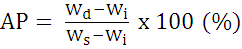 AP = (W_d−W_i)/(W_s−W_i) x 100 (%)